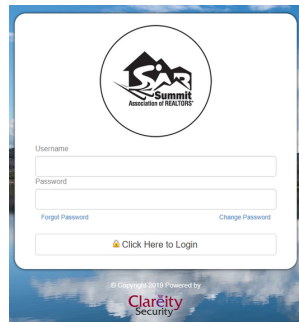 SAR
Summit
Association of REALTORS®
Username
Password
Forgot Password Change Password
Click Here to Login
© Copyright 2019 Powered by
Clareity
Security